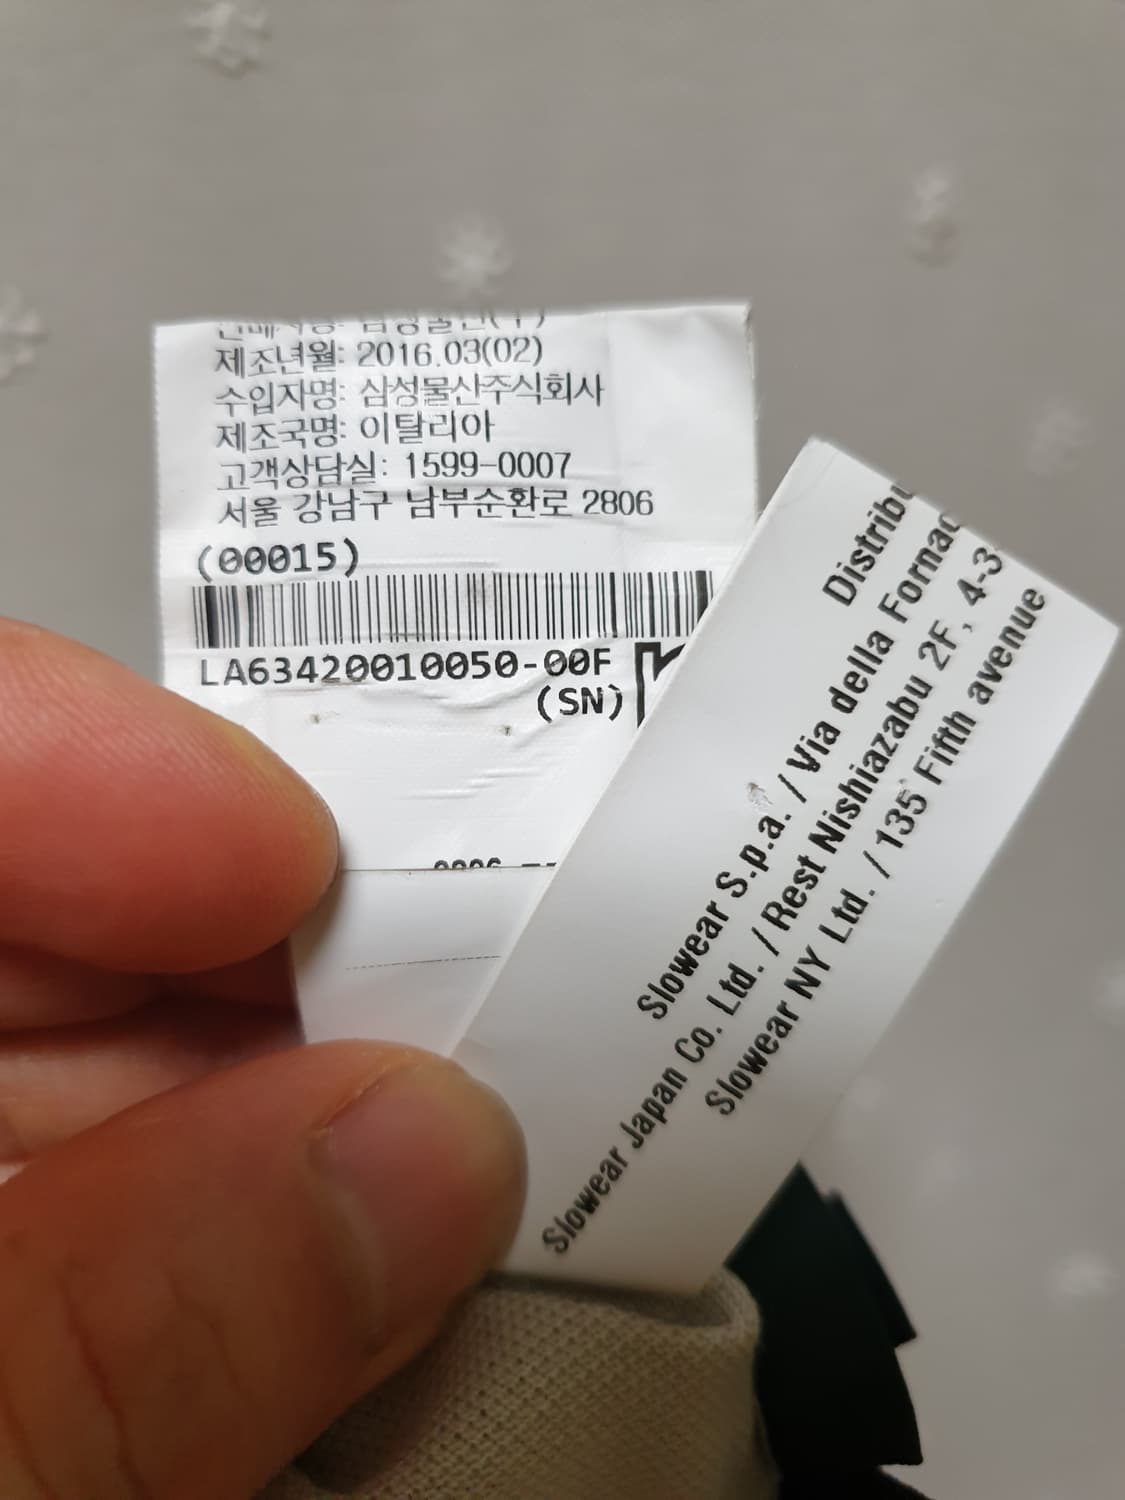 제조년월: 2016.03(02)
수입자명: 삼성물산주식회사
제조국명: 이탈리아
고객상담실: 1599-0007
서울 강남구 남부순환로 2806
(00015)
LA63420010050-00F
(SN)
Slowear S.p.a. / Via della
Slowear Japan Co. Ltd. / Rest Nishiazabu 2F, 4-3
Slowear NY Ltd. / 135 Fifth avenue